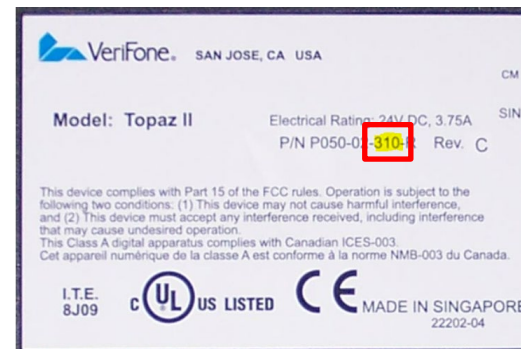 VeriFone. SAN JOSE, CA USA
CM
Model: Topaz II
Electrical Rating: 24V DC, 3.75A
SIN
P/N P050-02-310-R Rev. C
This device complies with Part 15 of the FCC rules. Operation is subject to the
following two conditions: (1) This device may not cause harmful interference,
and (2) This device must accept any interference received, including interference
that may cause undesired operation.
This Class A digital apparatus complies with Canadian ICES-003.
Cet appareil numérique de la classe A est conforme à la norme NMB-003 du Canada.
I.T.E.
8J09
C UL US LISTED
CE
MADE IN SINGAPORE
22202-04